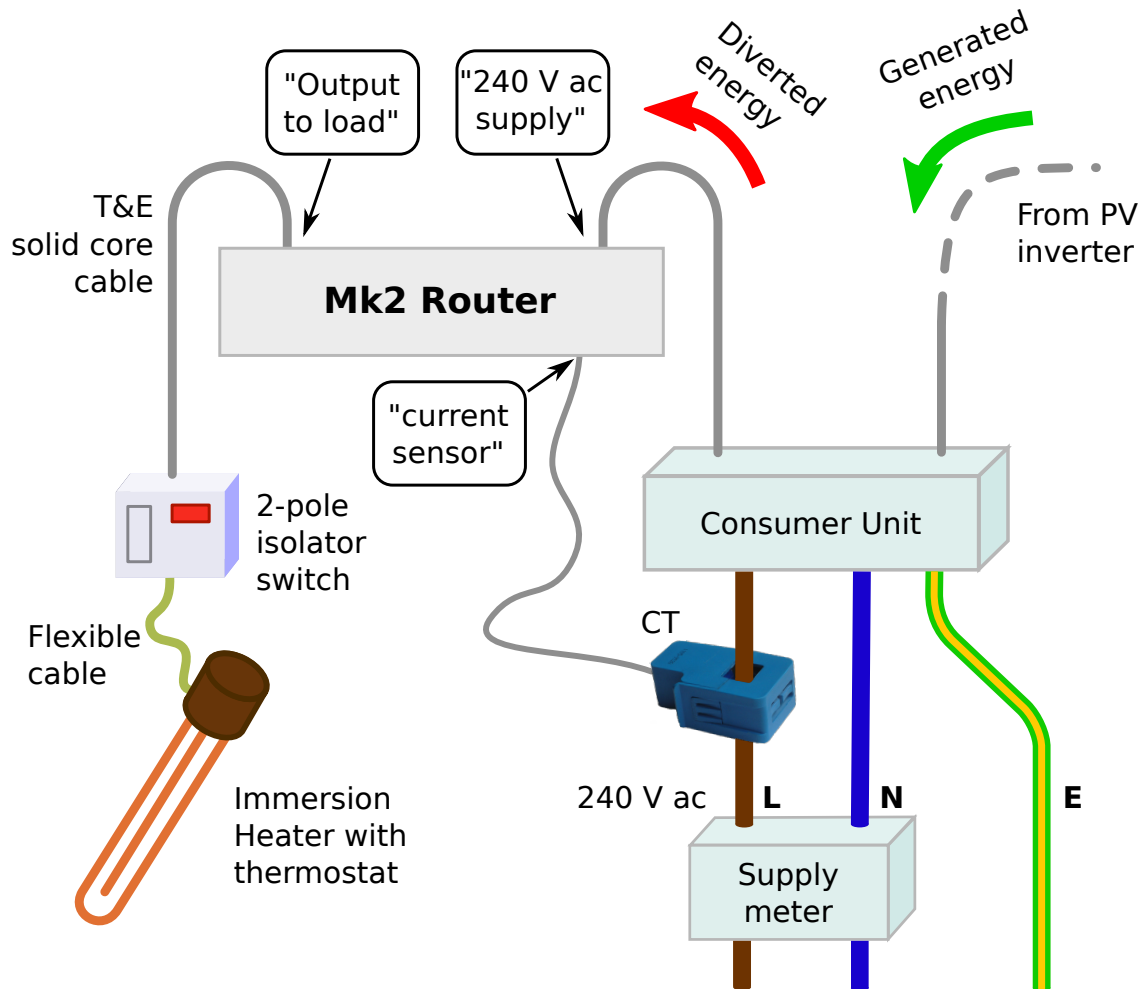 "Output
to load"
"240 V ac
supply"
Diverted
energy
Generated
energy
T&E
solid core
cable
From PV
inverter
Mk2 Router
"current
sensor"
2-pole
isolator
switch
Consumer Unit
Flexible
cable
CT
Immersion
Heater with
thermostat
240 V ac
L
N
E
Supply
meter